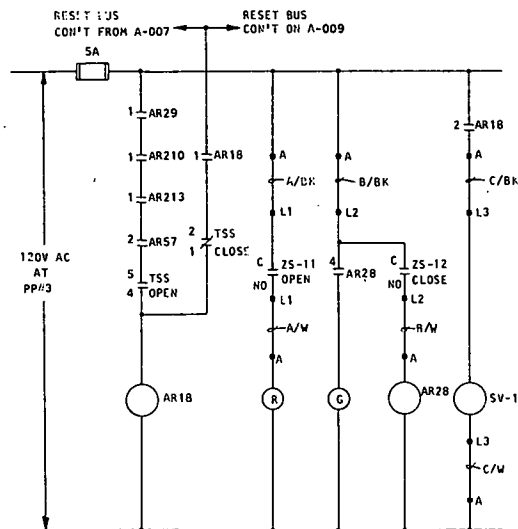 RESET BUS
CON'T FROM A-007
RESET BUS
CON'T ON A-009
5A
1 AR29
1 AR210
1 AR213
2 AR57
5 TSS
4 OPEN
1 AR18
2 TSS
1 CLOSE
A
A/BK
L1
C ZS-11
NO OPEN
L1
A/W
A
A
B/BK
L2
4
AR28
C ZS-12
NO CLOSE
L2
B/W
A
2 AR18
A
C/BK
L3
120V AC
AT
PP#3
AR18
R
G
AR28
SV-1
L3
C/W
A